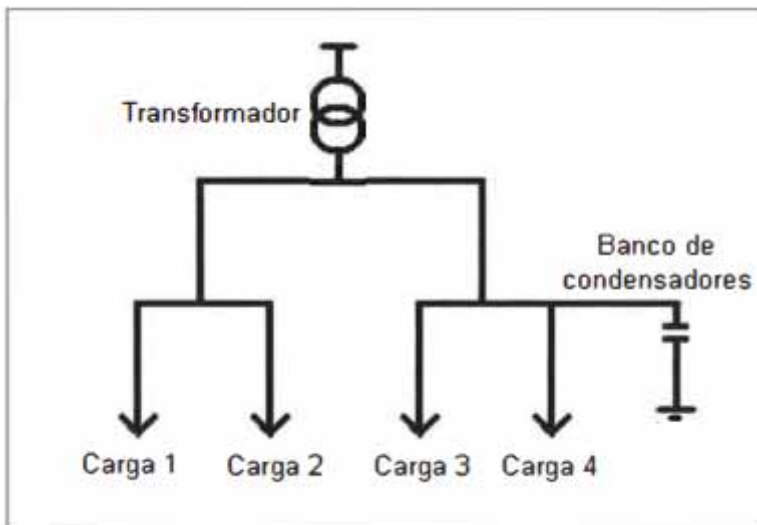 Transformador
Banco de
condensadores
Carga 1
Carga 2
Carga 3
Carga 4